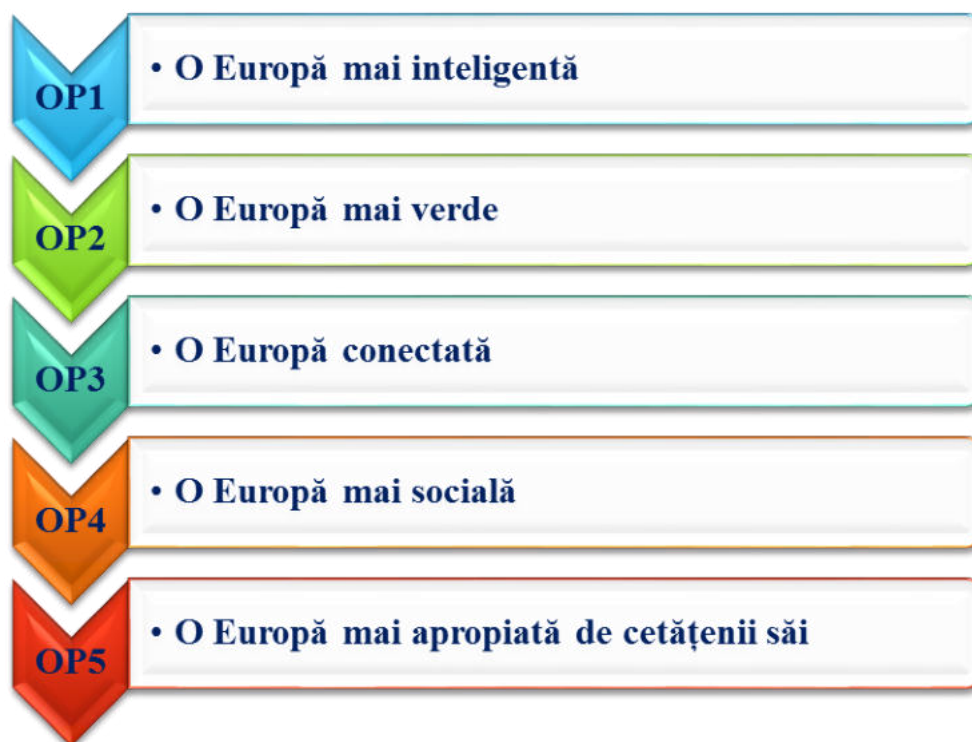 OP1
• O Europă mai inteligentă
OP2
• O Europă mai verde
OP3
• O Europă conectată
OP4
• O Europă mai socială
OP5
• O Europă mai apropiată de cetățenii săi